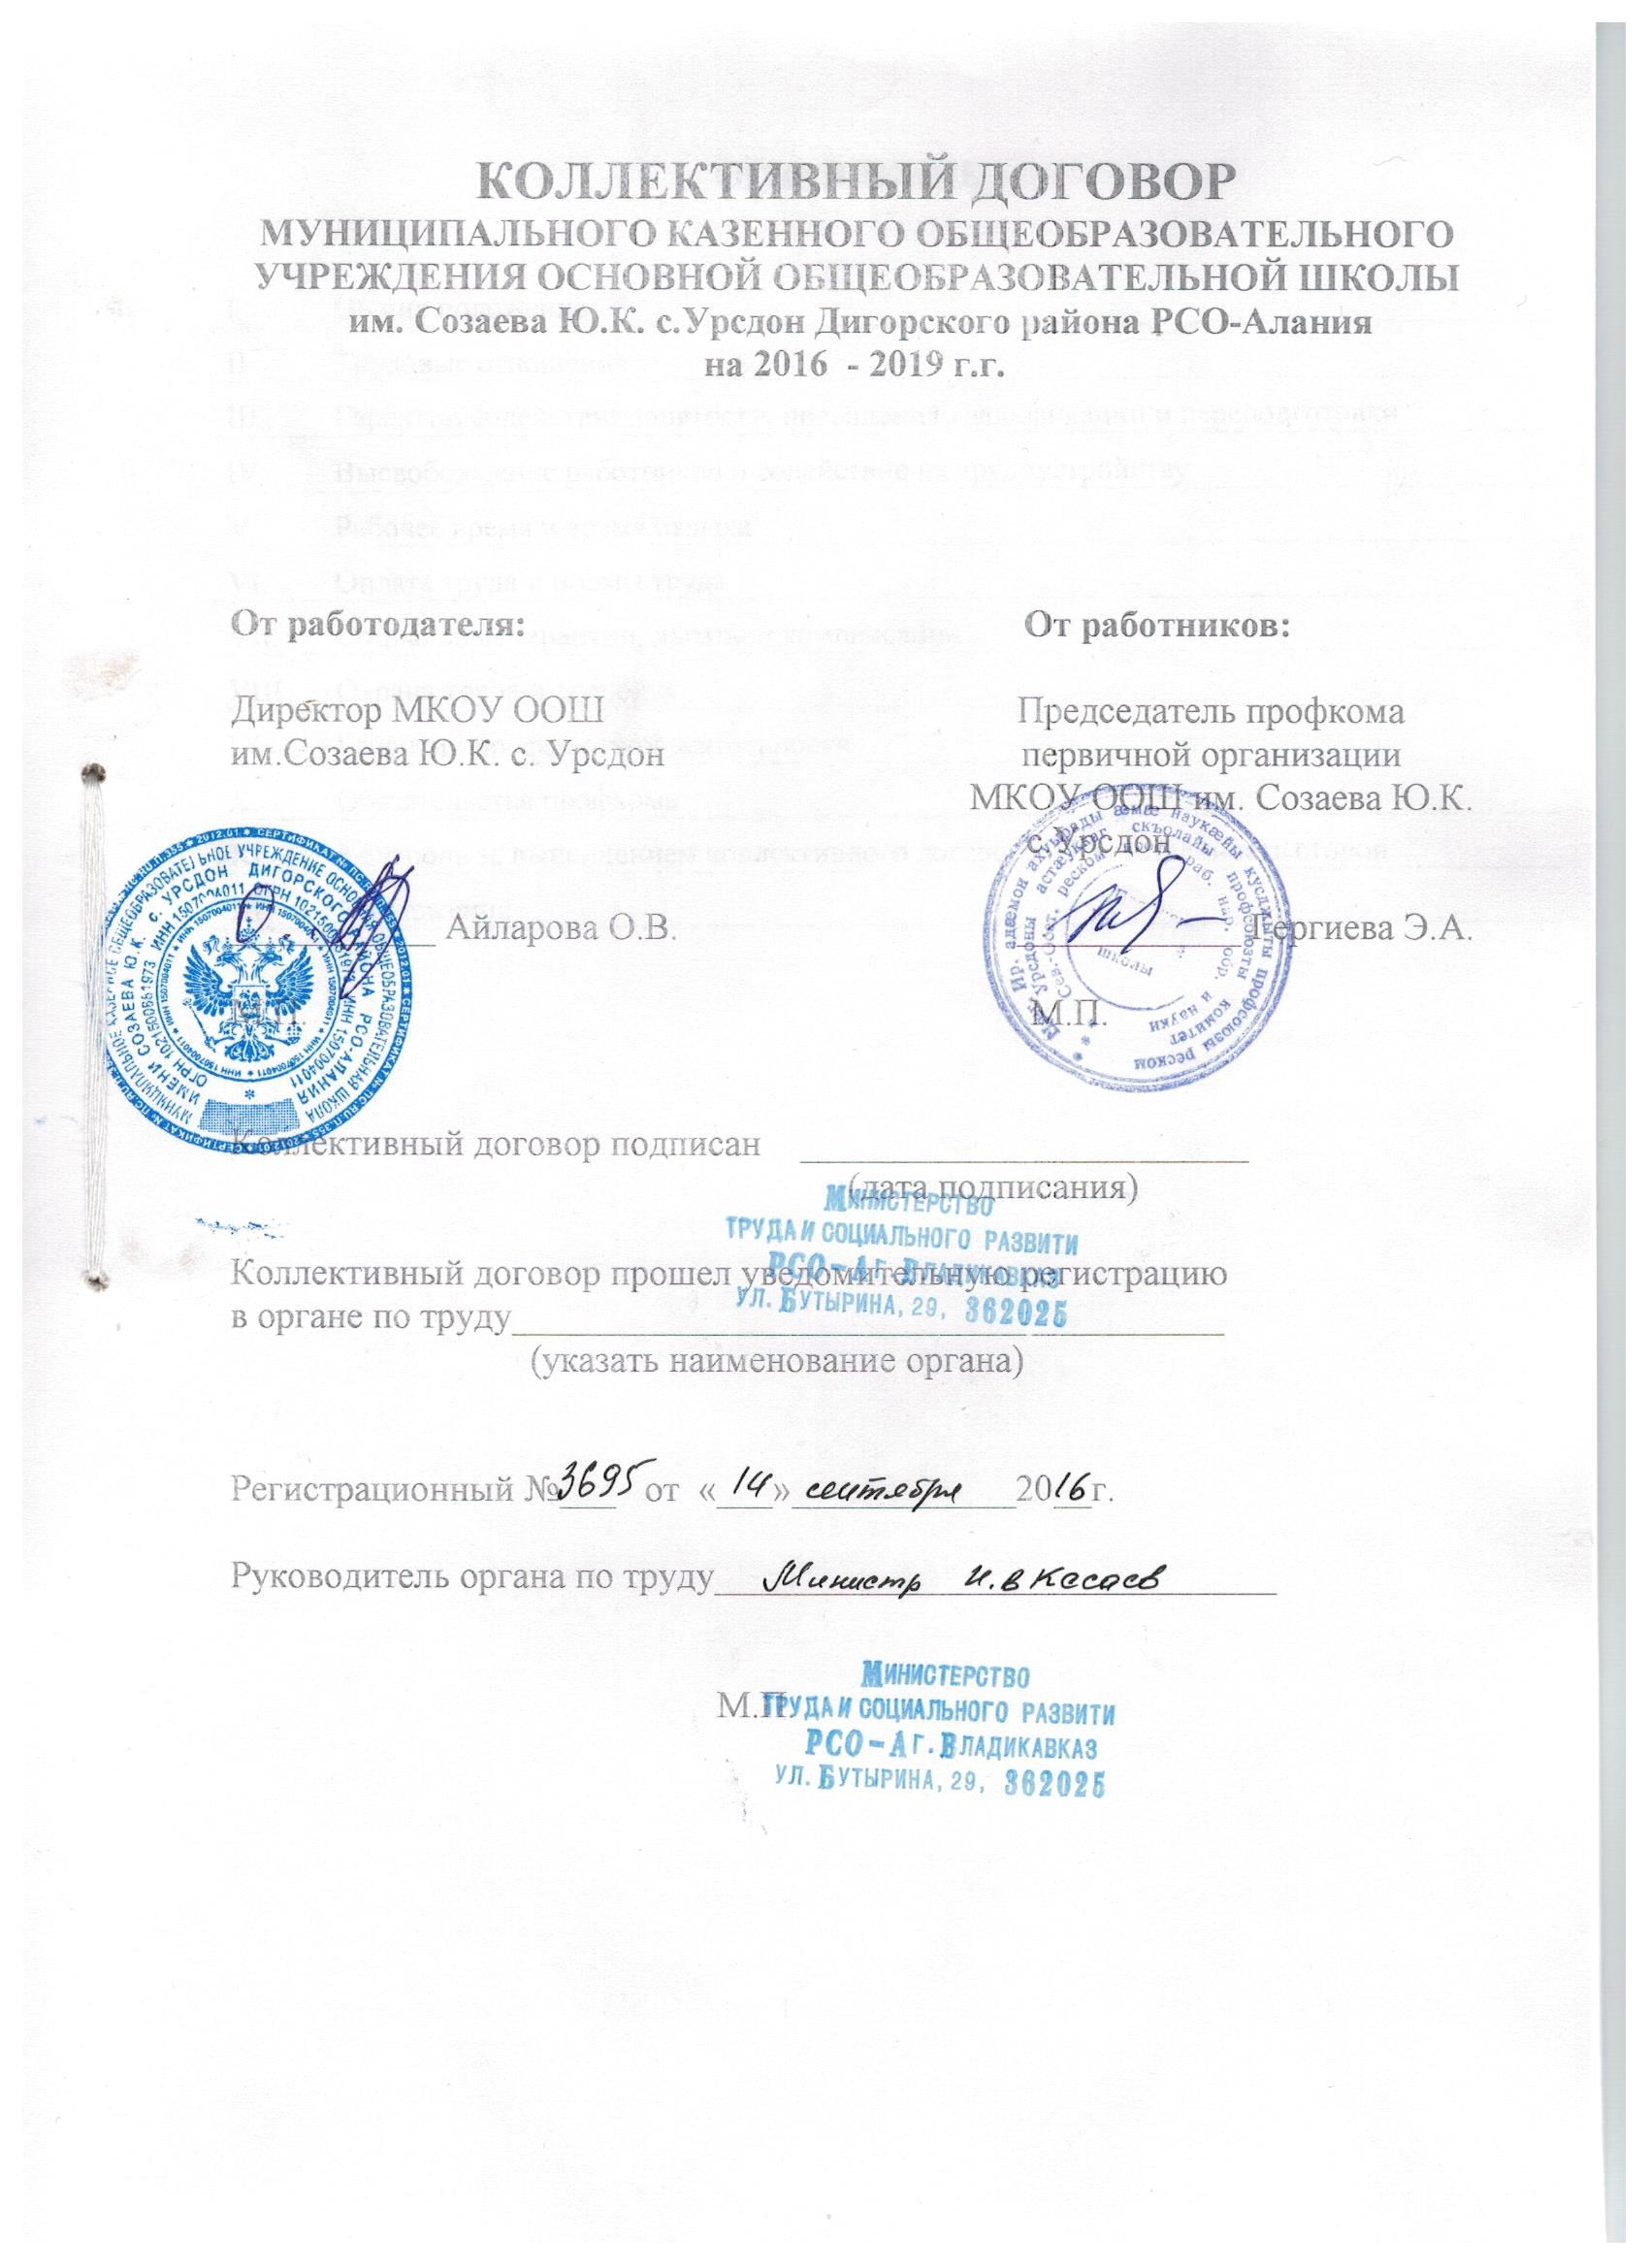 КОЛЛЕКТИВНЫЙ ДОГОВОР
МУНИЦИПАЛЬНОГО КАЗЕННОГО ОБЩЕОБРАЗОВАТЕЛЬНОГО
УЧРЕЖДЕНИЯ ОСНОВНОЙ ОБЩЕОБРАЗОВАТЕЛЬНОЙ ШКОЛЫ
им. Созаева Ю.К. с.Урсдон Дигорского района РСО-Алания
на 2016 - 2019 г.г.
От работодателя: От работников:
Директор МКОУ ООШ Председатель профкома
им.Созаева Ю.К. с. Урсдон первичной организации
МКОУ ООШ им. Созаева Ю.К.
с.Урсдон
Айларова О.В. Гергиева Э.А.
М.П. М.П.
Коллективный договор подписан
(дата подписания)
МИНИСТЕРСТВО
ТРУДА И СОЦИАЛЬНОГО РАЗВИТИ
РСО-А Г. ВЛАДИКАВКАЗ
УЛ. БУТЫРИНА, 29, 362025
Коллективный договор прошел уведомительную регистрацию
в органе по труду
(указать наименование органа)
Регистрационный № 3695 от «14» сентября 2016 г.
Руководитель органа по труду Министр И.В Касаев
М.П.
МИНИСТЕРСТВО
ТРУДА И СОЦИАЛЬНОГО РАЗВИТИ
РСО-А Г. ВЛАДИКАВКАЗ
УЛ. БУТЫРИНА, 29, 362025